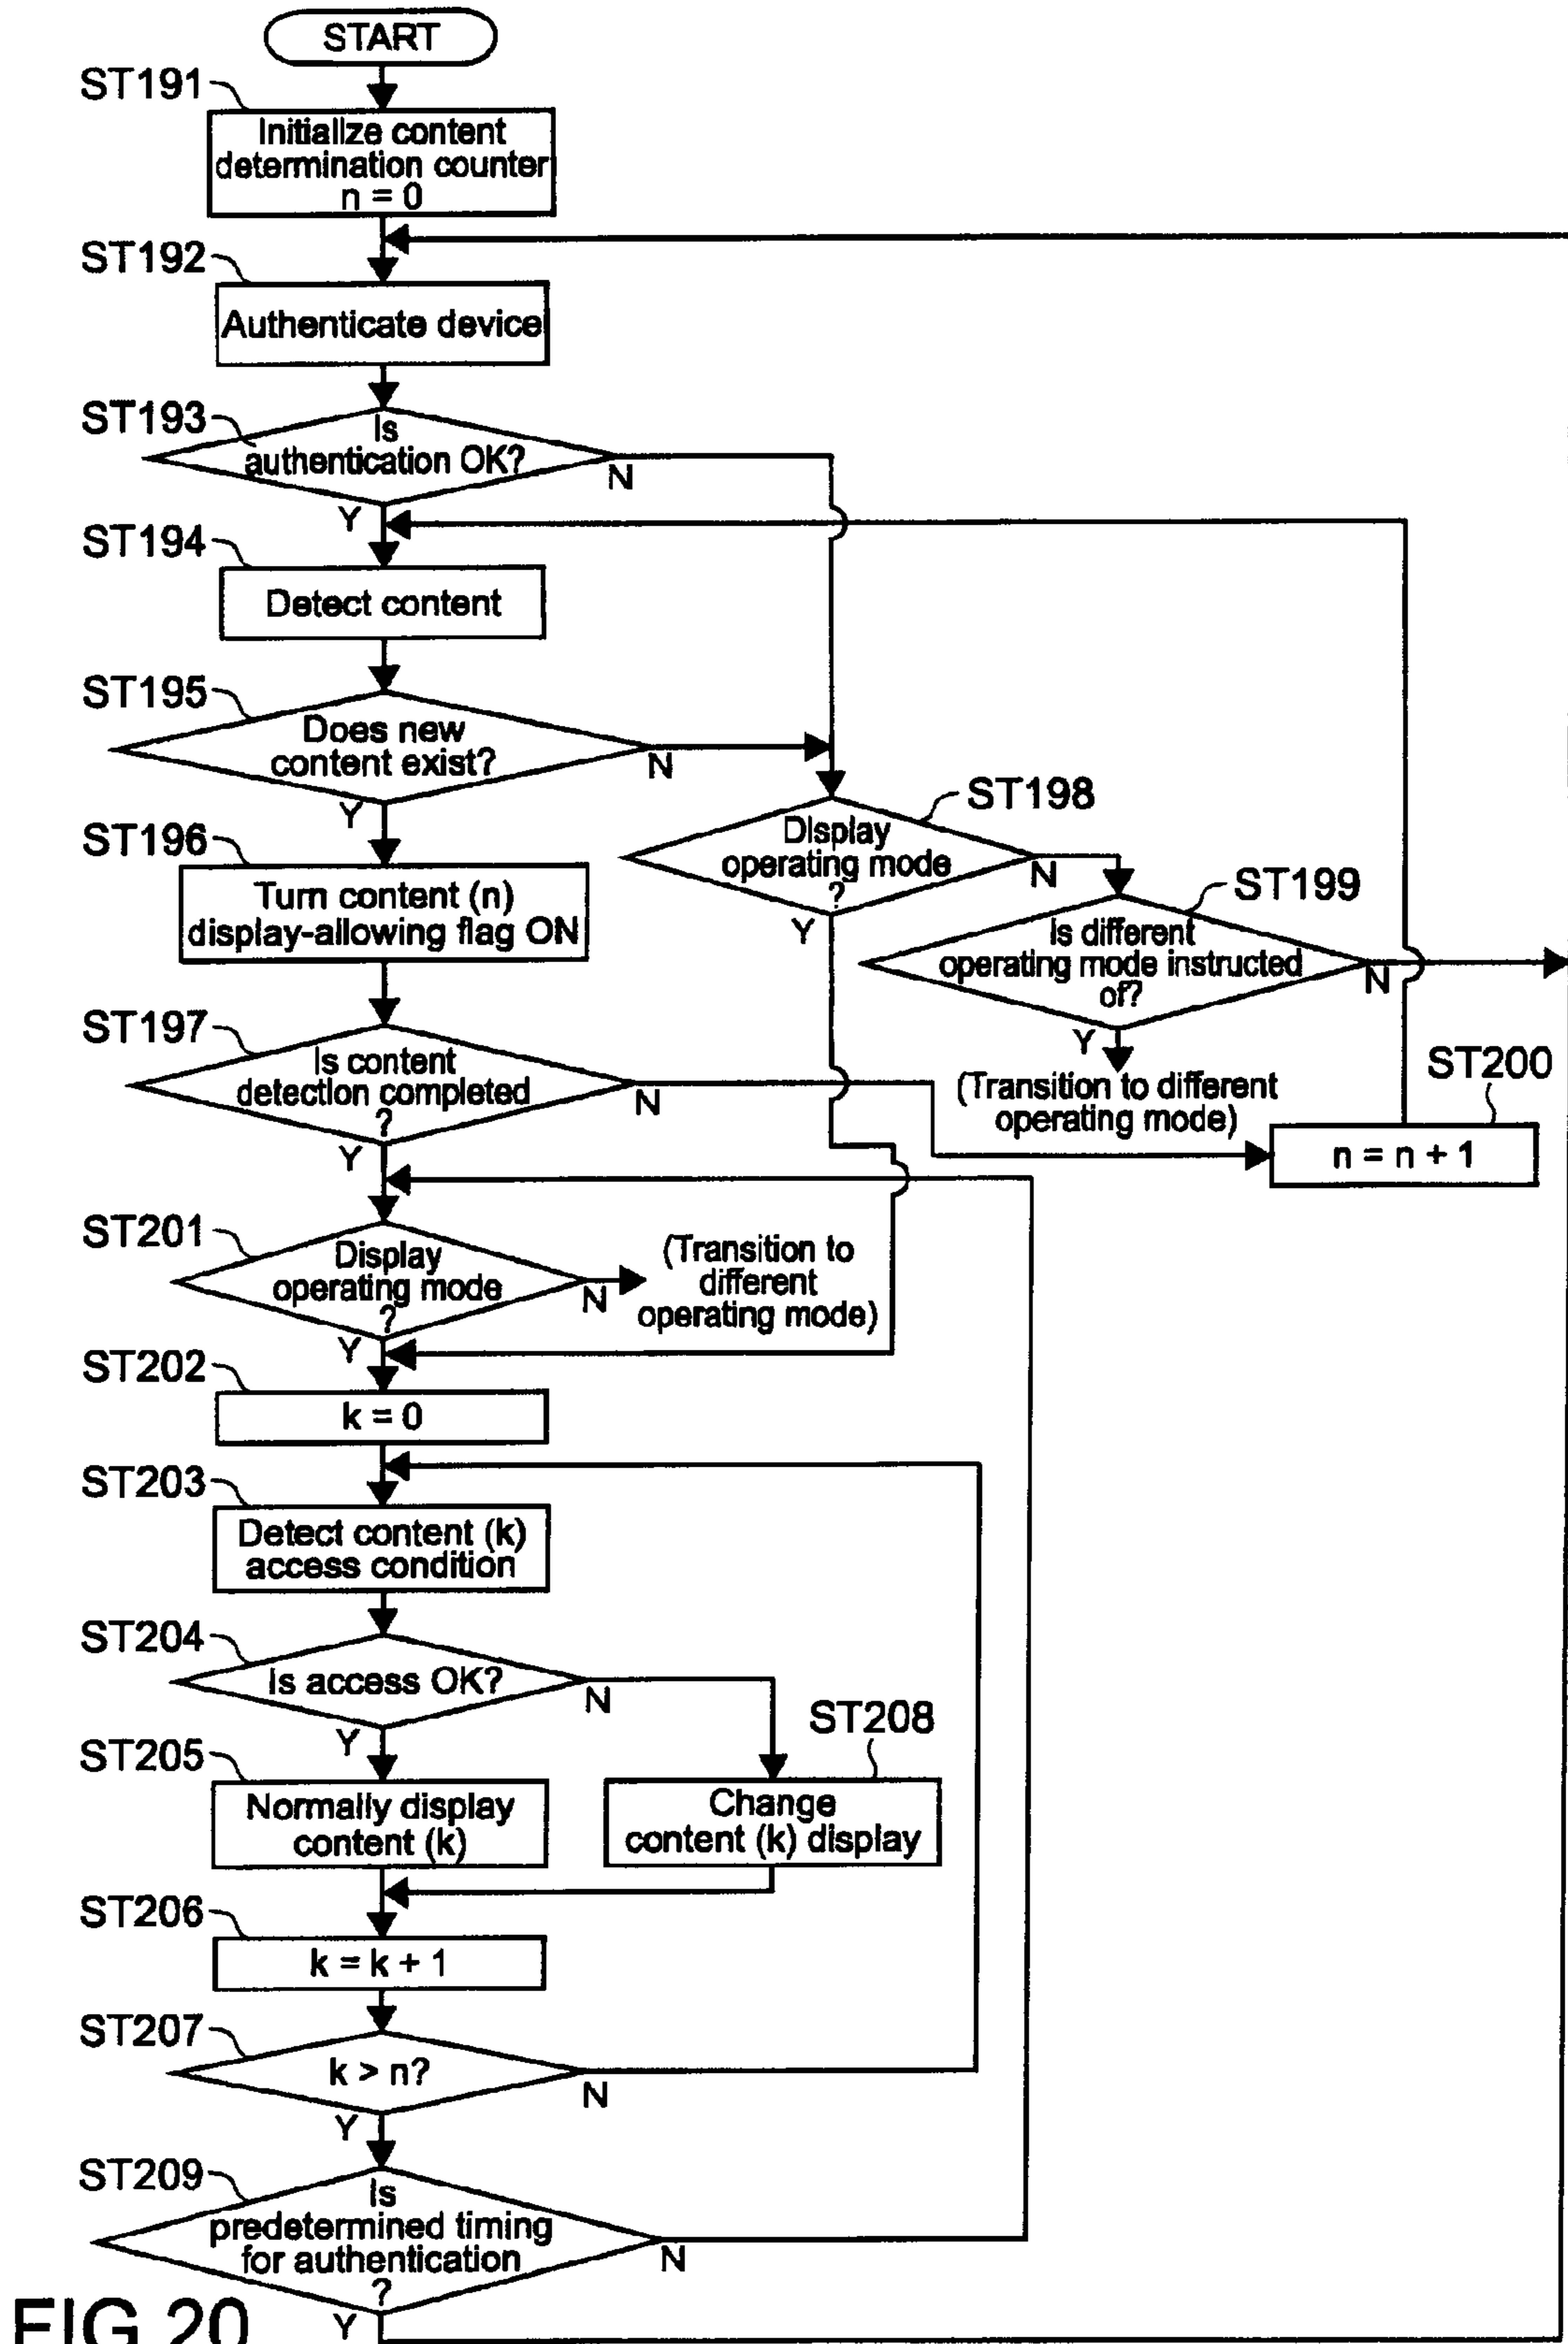 START
ST191
Initialize content
determination counter
n = 0
ST192
Authenticate device
ST193
Is
authentication OK?
N
Y
ST194
Detect content
ST195
Does new
content exist?
N
Y
ST196
Turn content (n)
display-allowing flag ON
ST197
Is content
detection completed
?
N
Y
ST198
Display
operating mode
?
N
Y
ST199
Is different
operating mode instructed
of?
N
Y
(Transition to different
operating mode)
ST200
n = n + 1
ST201
Display
operating mode
?
N
(Transition to
different
operating mode)
Y
ST202
k = 0
ST203
Detect content (k)
access condition
ST204
Is access OK?
N
Y
ST205
Normally display
content (k)
ST208
Change
content (k) display
ST206
k = k + 1
ST207
k > n?
N
Y
ST209
Is
predetermined timing
for authentication
?
N
Y
FIG.20